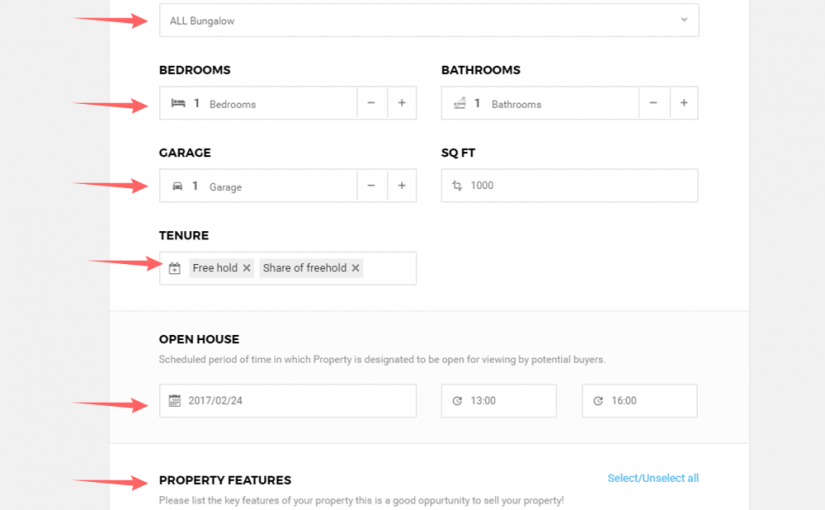 ALL Bungalow
BEDROOMS BATHROOMS
1 Bedrooms − + 1 Bathrooms − +
GARAGE SQ FT
1 Garage − + 1000
TENURE
Free hold × Share of freehold ×
OPEN HOUSE
Scheduled period of time in which Property is designated to be open for viewing by potential buyers.
2017/02/24 13:00 16:00
PROPERTY FEATURES Select/Unselect all
Please list the key features of your property this is a good oppurtunity to sell your property!